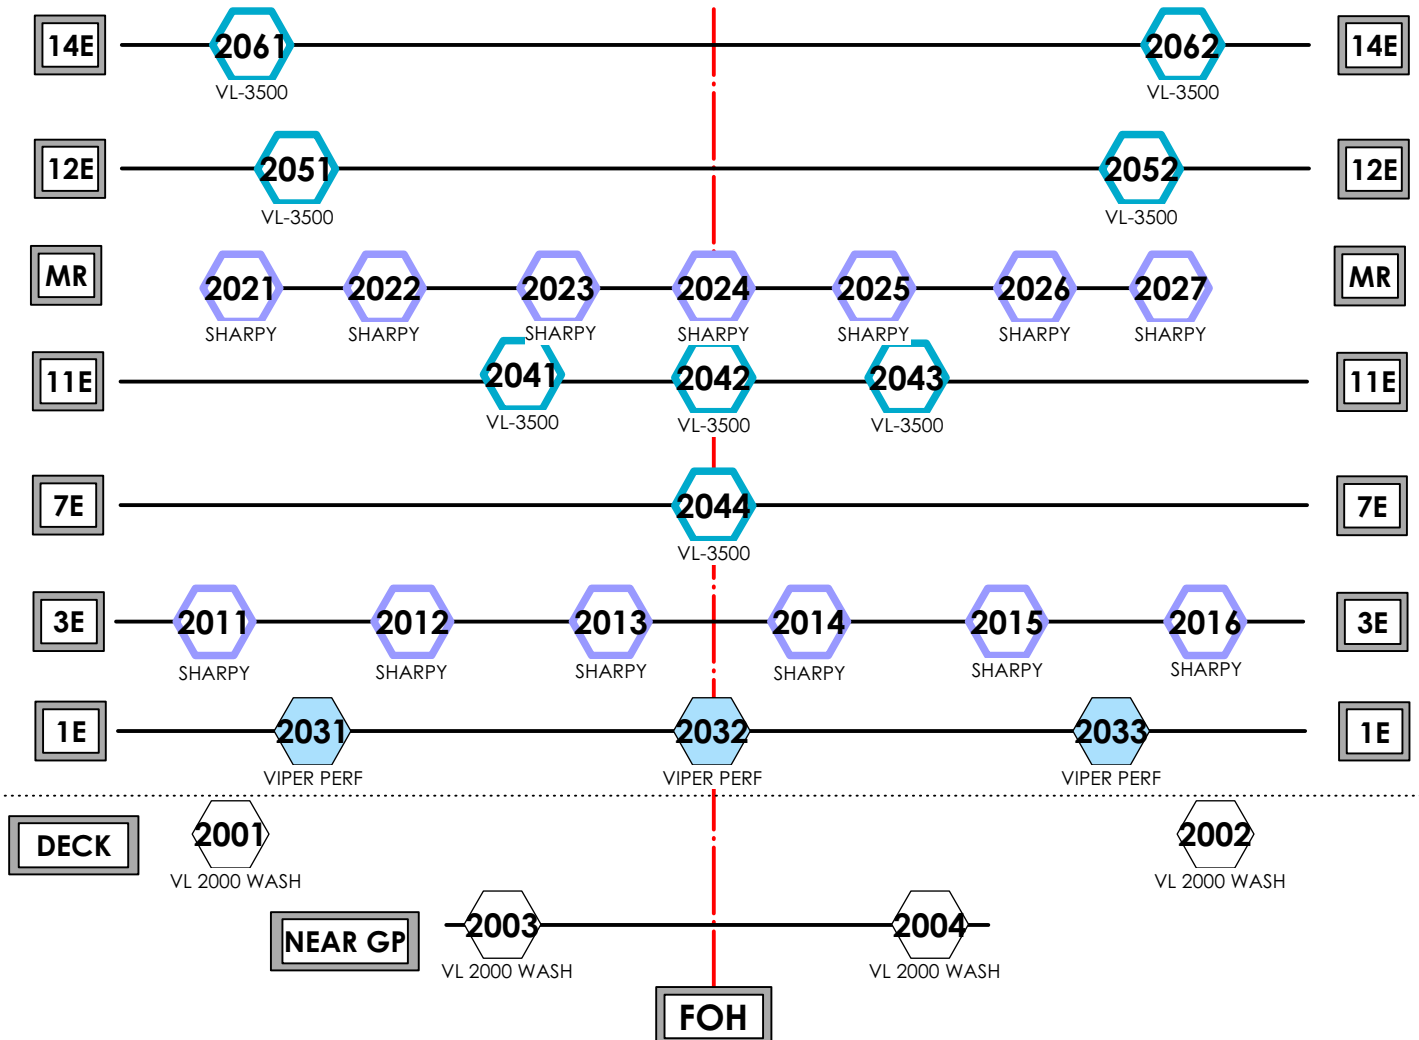 14E 2061 2062 14E
VL-3500 VL-3500
12E 2051 2052 12E
VL-3500 VL-3500
MR 2021 2022 2023 2024 2025 2026 2027 MR
SHARPY SHARPY SHARPY SHARPY SHARPY SHARPY SHARPY
11E 2041 2042 2043 11E
VL-3500 VL-3500 VL-3500
7E 2044 7E
VL-3500
3E 2011 2012 2013 2014 2015 2016 3E
SHARPY SHARPY SHARPY SHARPY SHARPY SHARPY
1E 2031 2032 2033 1E
VIPER PERF VIPER PERF VIPER PERF
DECK 2001 2002
VL 2000 WASH VL 2000 WASH
NEAR GP 2003 2004
VL 2000 WASH VL 2000 WASH
FOH